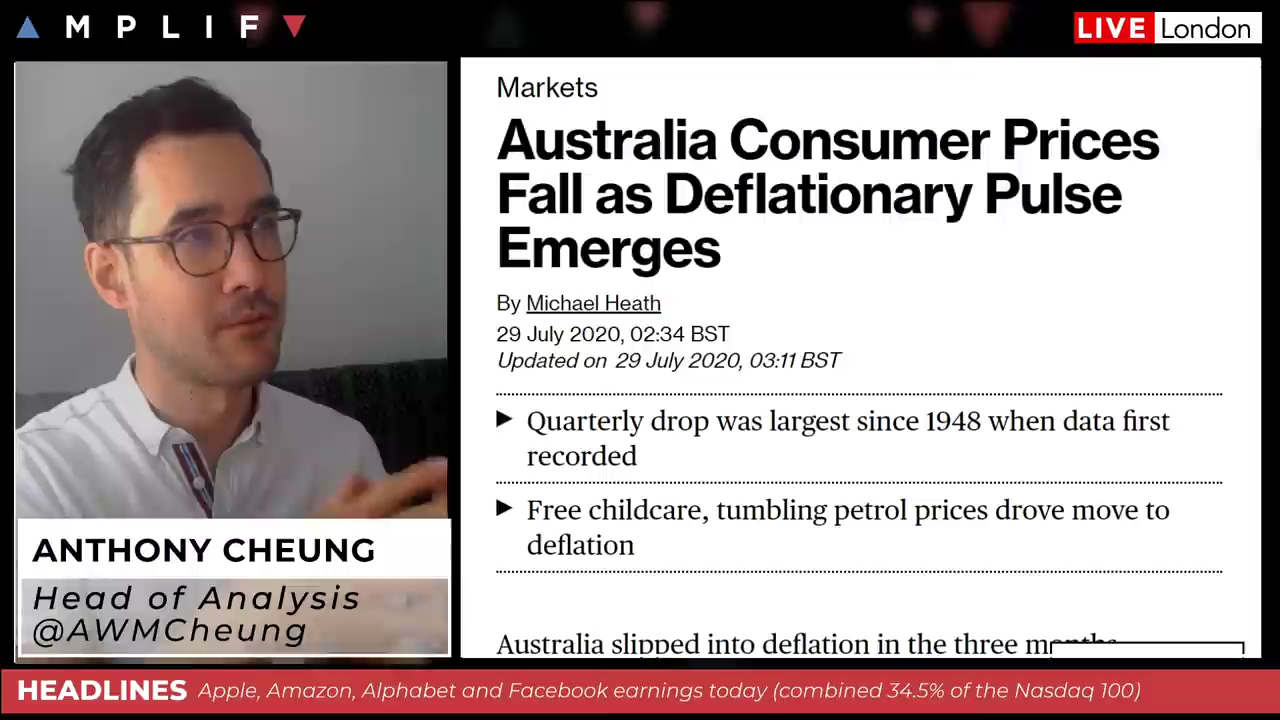 AMPLIFY
LIVE London
Markets
Australia Consumer Prices
Fall as Deflationary Pulse
Emerges
By Michael Heath
29 July 2020, 02:34 BST
Updated on 29 July 2020, 03:11 BST
Quarterly drop was largest since 1948 when data first
recorded
Free childcare, tumbling petrol prices drove move to
deflation
Australia slipped into deflation in the three months
ANTHONY CHEUNG
Head of Analysis
@AWMCheung
HEADLINES Apple, Amazon, Alphabet and Facebook earnings today (combined 34.5% of the Nasdaq 100)